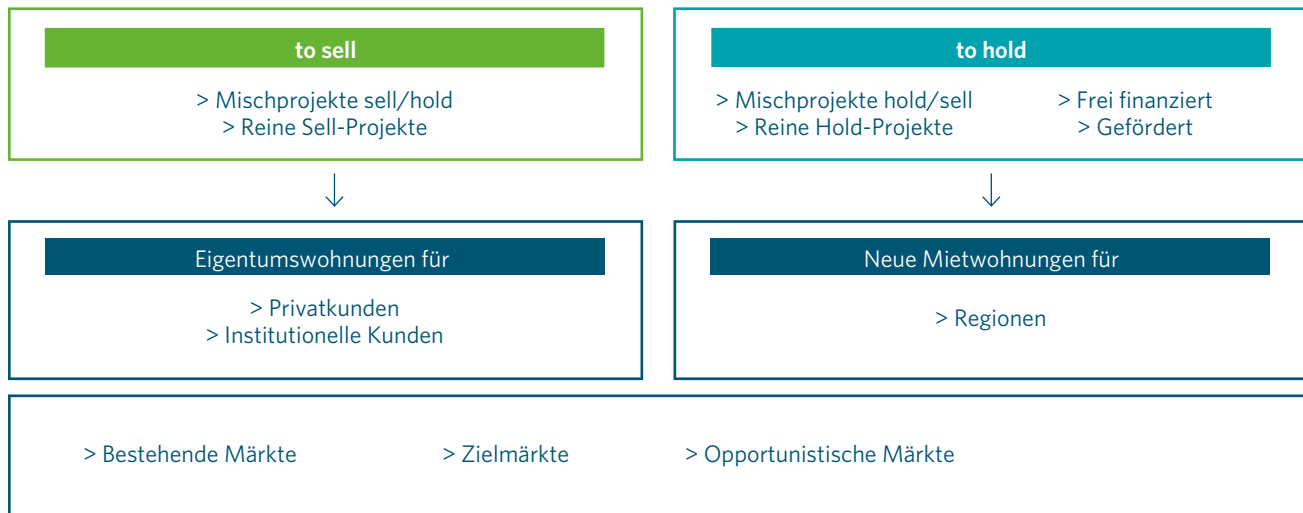 to sell
> Mischprojekte sell/hold
> Reine Sell-Projekte
to hold
> Mischprojekte hold/sell
> Reine Hold-Projekte
> Frei finanziert
> Gefördert
Eigentumswohnungen für
> Privatkunden
> Institutionelle Kunden
Neue Mietwohnungen für
> Regionen
> Bestehende Märkte
> Zielmärkte
> Opportunistische Märkte